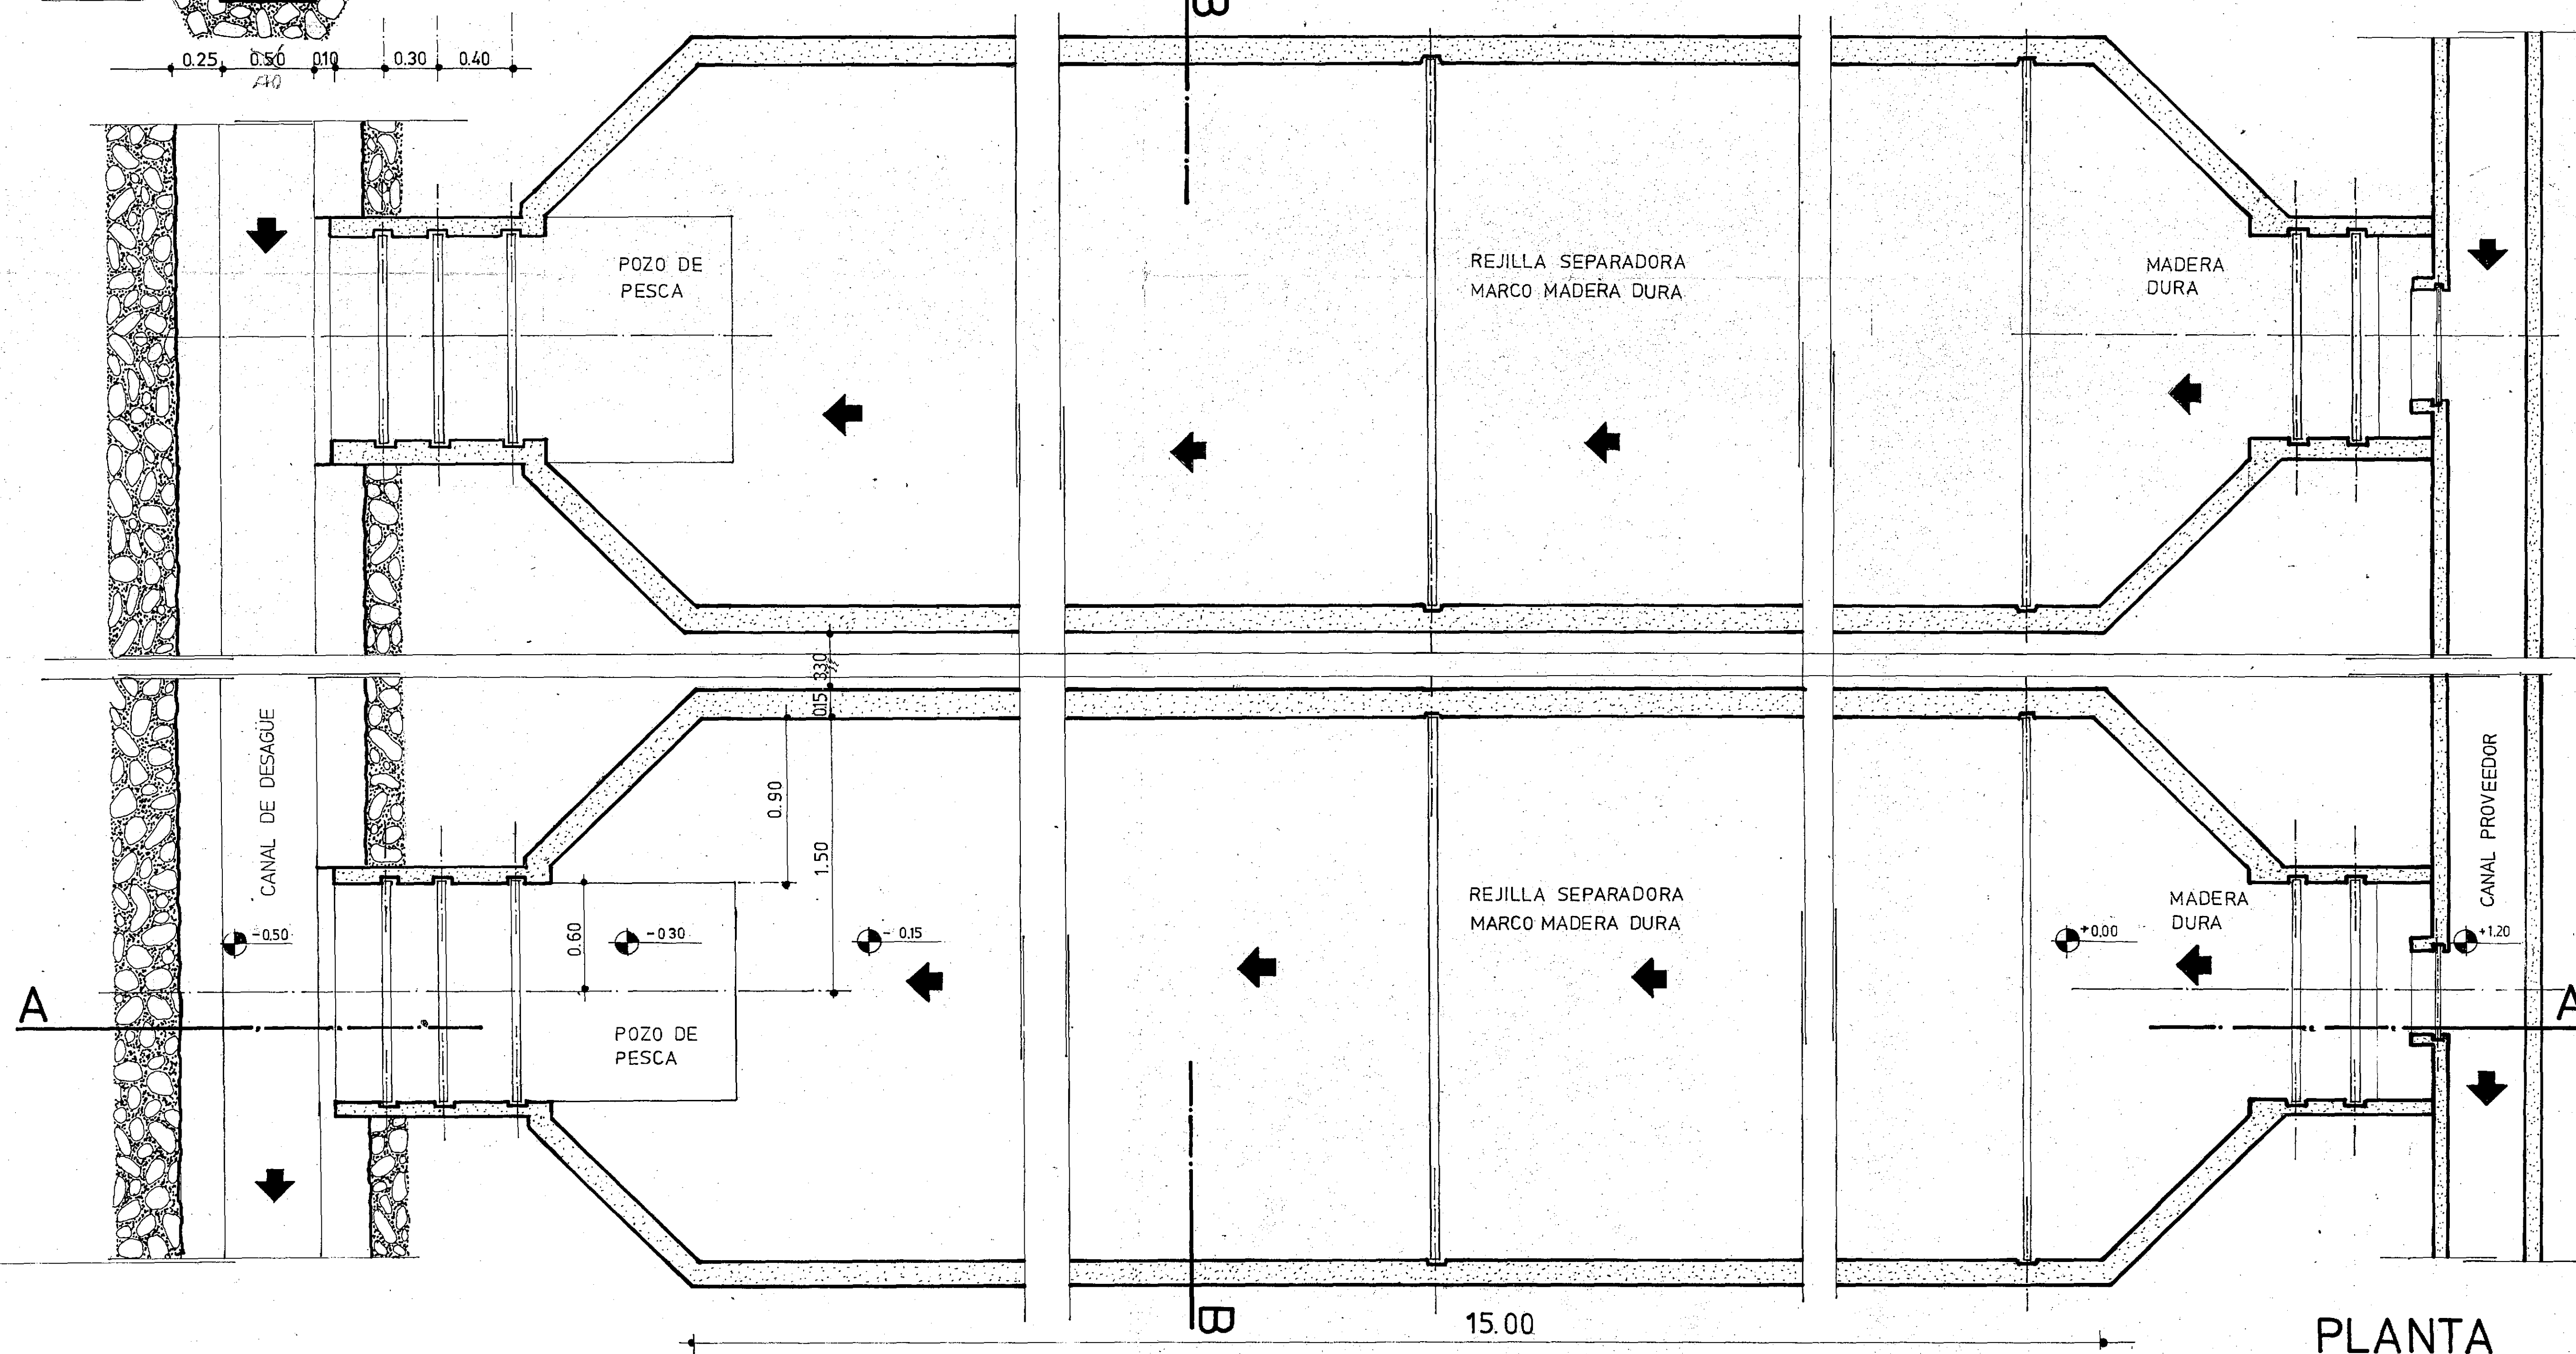 B
0.25 0.50 0.10 0.30 0.40
POZO DE
PESCA
REJILLA SEPARADORA
MARCO MADERA DURA
MADERA
DURA
3.30
0.15
CANAL DE DESAGÜE
0.90
1.50
CANAL PROVEEDOR
REJILLA SEPARADORA
MARCO MADERA DURA
MADERA
DURA
-0.50
0.60
-0.30
-0.15
+0.00
+1.20
A
A
POZO DE
PESCA
B
15.00
PLANTA